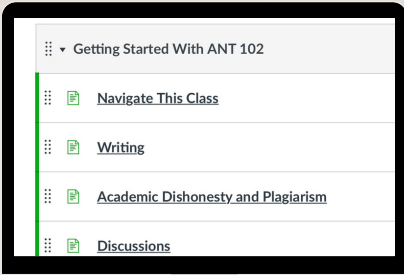 Getting Started With ANT 102
Navigate This Class
Writing
Academic Dishonesty and Plagiarism
Discussions